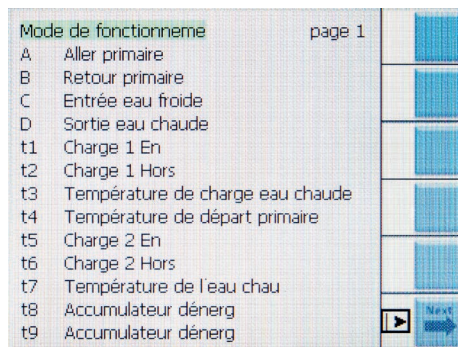 Mode de fonctionneme page 1
A Aller primaire
B Retour primaire
C Entrée eau froide
D Sortie eau chaude
t1 Charge 1 En
t2 Charge 1 Hors
t3 Température de charge eau chaude
t4 Température de départ primaire
t5 Charge 2 En
t6 Charge 2 Hors
t7 Température de l'eau chau
t8 Accumulateur dénerg
t9 Accumulateur dénerg
Next